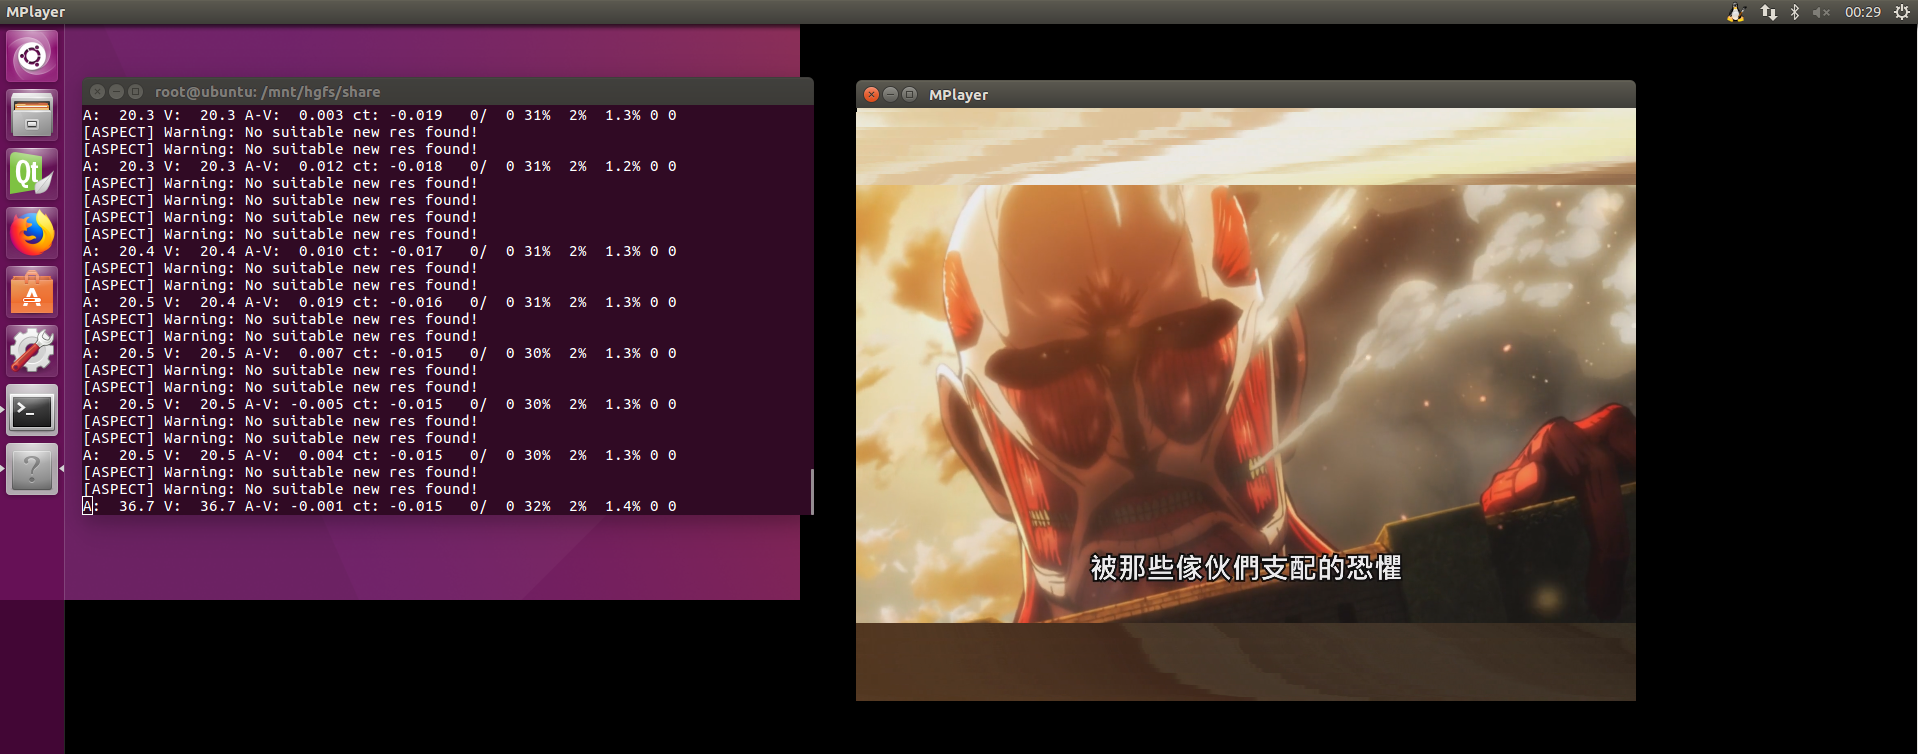 MPlayer
00:29
root@ubuntu: /mnt/hgfs/share
A:  20.3 V:  20.3 A-V:  0.003 ct: -0.019   0/  0 31%  2%  1.3% 0 0
[ASPECT] Warning: No suitable new res found!
[ASPECT] Warning: No suitable new res found!
A:  20.3 V:  20.3 A-V:  0.012 ct: -0.018   0/  0 31%  2%  1.2% 0 0
[ASPECT] Warning: No suitable new res found!
[ASPECT] Warning: No suitable new res found!
[ASPECT] Warning: No suitable new res found!
[ASPECT] Warning: No suitable new res found!
A:  20.4 V:  20.4 A-V:  0.010 ct: -0.017   0/  0 31%  2%  1.3% 0 0
[ASPECT] Warning: No suitable new res found!
[ASPECT] Warning: No suitable new res found!
A:  20.5 V:  20.4 A-V:  0.019 ct: -0.016   0/  0 31%  2%  1.3% 0 0
[ASPECT] Warning: No suitable new res found!
[ASPECT] Warning: No suitable new res found!
A:  20.5 V:  20.5 A-V:  0.007 ct: -0.015   0/  0 30%  2%  1.3% 0 0
[ASPECT] Warning: No suitable new res found!
[ASPECT] Warning: No suitable new res found!
A:  20.5 V:  20.5 A-V: -0.005 ct: -0.015   0/  0 30%  2%  1.3% 0 0
[ASPECT] Warning: No suitable new res found!
[ASPECT] Warning: No suitable new res found!
A:  20.5 V:  20.5 A-V:  0.004 ct: -0.015   0/  0 30%  2%  1.3% 0 0
[ASPECT] Warning: No suitable new res found!
[ASPECT] Warning: No suitable new res found!
A:  36.7 V:  36.7 A-V: -0.001 ct: -0.015   0/  0 32%  2%  1.4% 0 0
Qt
MPlayer
被那些傢伙們支配的恐懼